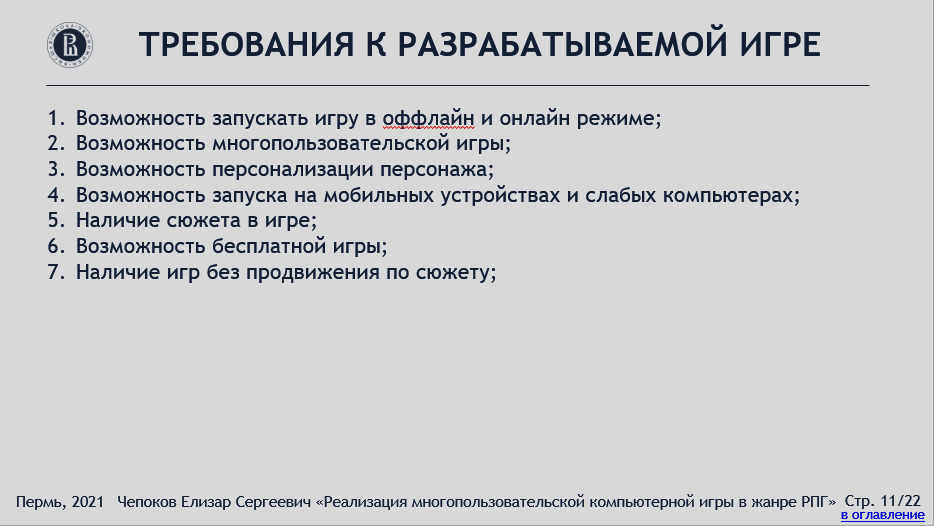 ТРЕБОВАНИЯ К РАЗРАБАТЫВАЕМОЙ ИГРЕ
1. Возможность запускать игру в оффлайн и онлайн режиме;
2. Возможность многопользовательской игры;
3. Возможность персонализации персонажа;
4. Возможность запуска на мобильных устройствах и слабых компьютерах;
5. Наличие сюжета в игре;
6. Возможность бесплатной игры;
7. Наличие игр без продвижения по сюжету;
Пермь, 2021 Чепоков Елизар Сергеевич «Реализация многопользовательской компьютерной игры в жанре РПГ» Стр. 11/22
в оглавление